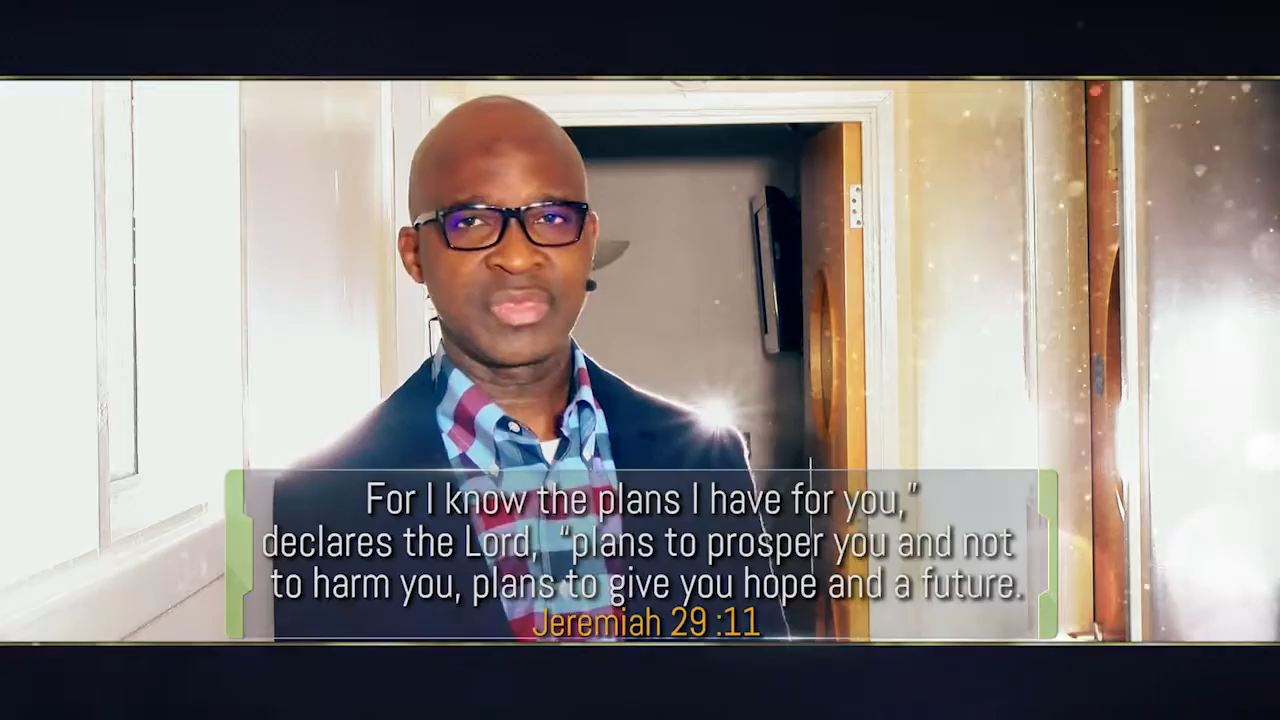 For I know the plans I have for you,”
declares the Lord, “plans to prosper you and not
to harm you, plans to give you hope and a future.
Jeremiah 29 :11